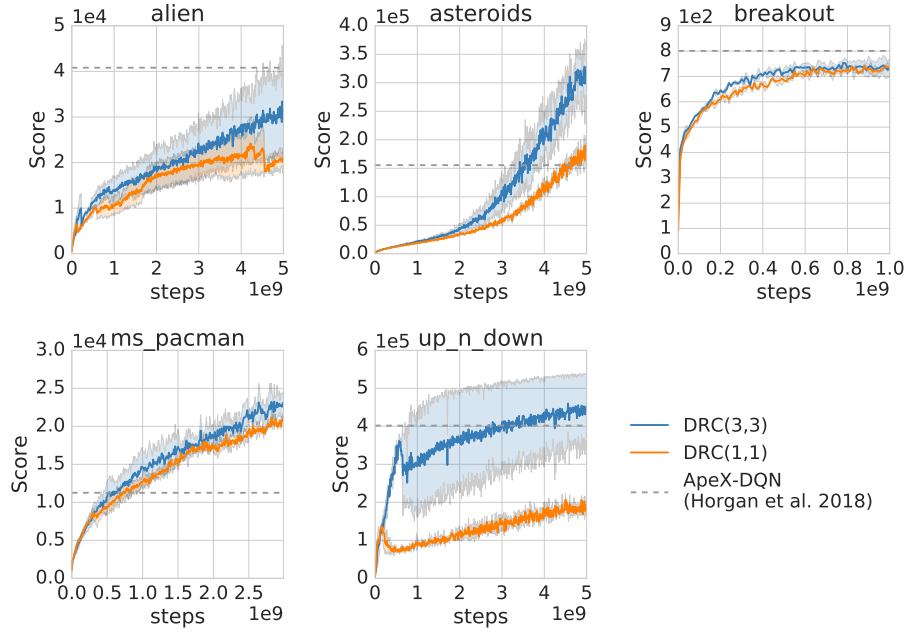 alien
1e4
5
4
3
2
1
0
Score
0 1 2 3 4 5
1e9
steps
asteroids
1e5
4.0
3.5
3.0
2.5
2.0
1.5
1.0
0.5
0.0
Score
0 1 2 3 4 5
1e9
steps
breakout
1e2
9
8
7
6
5
4
3
2
1
0
Score
0.0 0.2 0.4 0.6 0.8 1.0
1e9
steps
ms_pacman
1e4
3.0
2.5
2.0
1.5
1.0
0.5
0.0
Score
0.0 0.5 1.0 1.5 2.0 2.5
1e9
steps
up_n_down
1e5
6
5
4
3
2
1
0
Score
0 1 2 3 4 5
1e9
steps
DRC(3,3)
DRC(1,1)
ApeX-DQN
(Horgan et al. 2018)